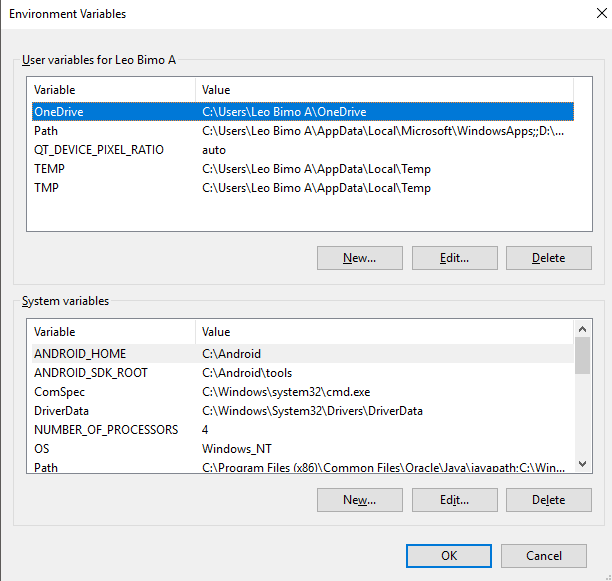 Environment Variables
User variables for Leo Bimo A
Variable Value
OneDrive C:\Users\Leo Bimo A\OneDrive
Path C:\Users\Leo Bimo A\AppData\Local\Microsoft\WindowsApps;;D:\...
QT_DEVICE_PIXEL_RATIO auto
TEMP C:\Users\Leo Bimo A\AppData\Local\Temp
TMP C:\Users\Leo Bimo A\AppData\Local\Temp
New... Edit... Delete
System variables
Variable Value
ANDROID_HOME C:\Android
ANDROID_SDK_ROOT C:\Android\tools
ComSpec C:\Windows\system32\cmd.exe
DriverData C:\Windows\System32\Drivers\DriverData
NUMBER_OF_PROCESSORS 4
OS Windows_NT
Path C:\Program Files (x86)\Common Files\Oracle\Java\javapath;C:\Win...
New... Edit... Delete
OK Cancel